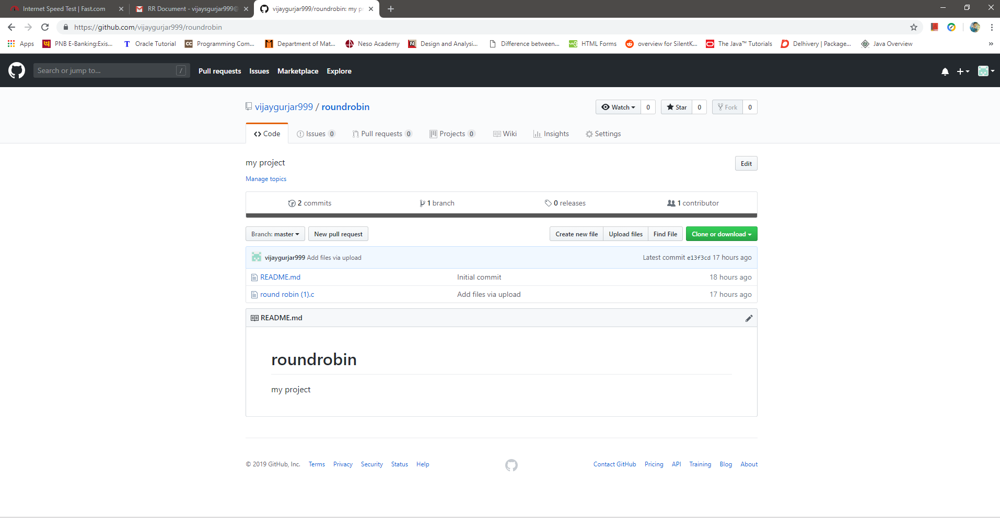 Internet Speed Test | Fast.com
RR Document - vijaysgurjar999@
vijaygurjar999/roundrobin: my p
https://github.com/vijaygurjar999/roundrobin
Apps PNB E-Banking:Exis... Oracle Tutorial Programming Com... Department of Mat... Neso Academy Design and Analysi... Difference between... HTML Forms overview for SilentK... The Java™ Tutorials Delhivery | Package... Java Overview »
Search or jump to... / Pull requests Issues Marketplace Explore
vijaygurjar999 / roundrobin
Watch 0 Star 0 Fork 0
Code Issues 0 Pull requests 0 Projects 0 Wiki Insights Settings
my project
Edit
Manage topics
2 commits 1 branch 0 releases 1 contributor
Branch: master New pull request Create new file Upload files Find File Clone or download
vijaygurjar999 Add files via upload Latest commit e13f3cd 17 hours ago
README.md Initial commit 18 hours ago
round robin (1).c Add files via upload 17 hours ago
README.md
roundrobin
my project
© 2019 GitHub, Inc. Terms Privacy Security Status Help Contact GitHub Pricing API Training Blog About